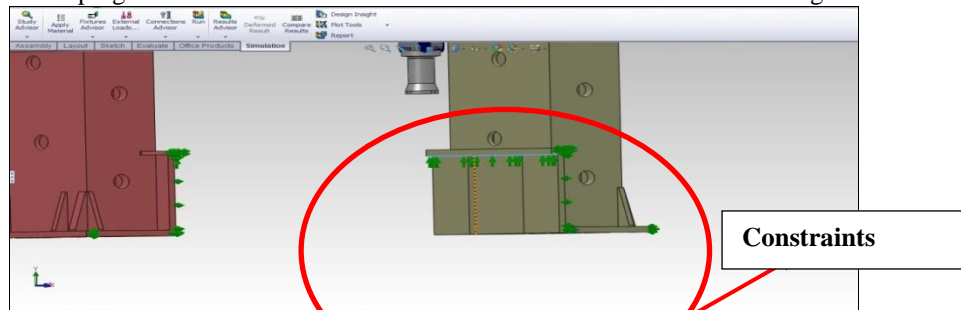 Study Advisor
Apply Material
Fixtures Advisor
External Loads...
Connections Advisor
Run
Results Advisor
Deformed Result
Compare Results
Design Insight
Plot Tools
Report
Assembly
Layout
Sketch
Evaluate
Office Products
Simulation
Constraints